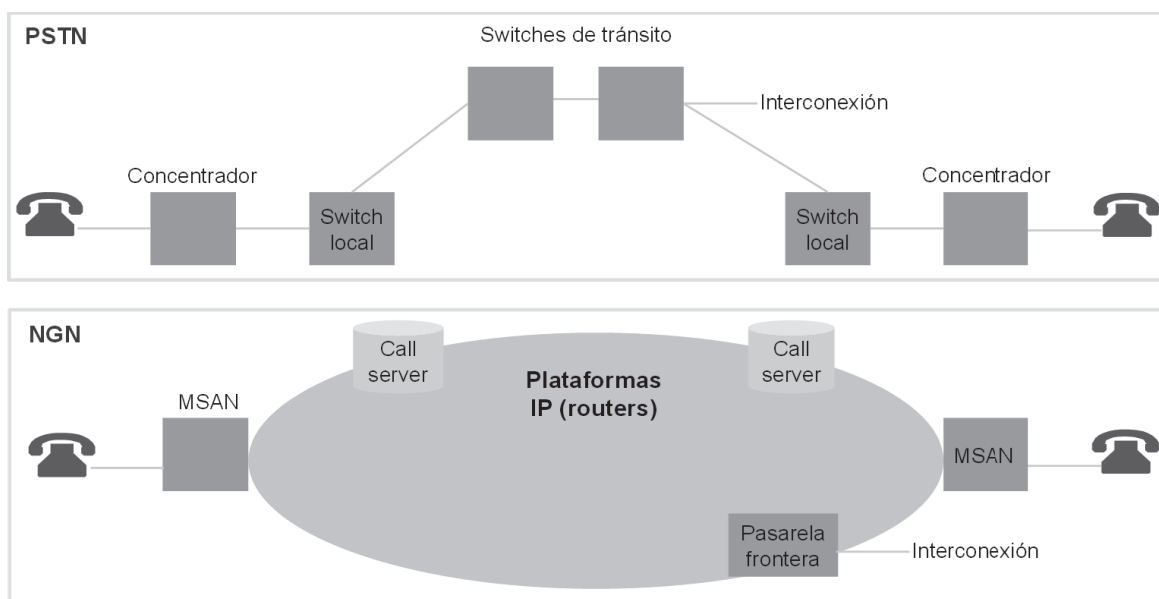 PSTN
Switches de tránsito
Interconexión
Concentrador
Switch
local
Switch
local
Concentrador
NGN
Call
server
Call
server
Plataformas
IP (routers)
MSAN
MSAN
Pasarela
frontera
Interconexión